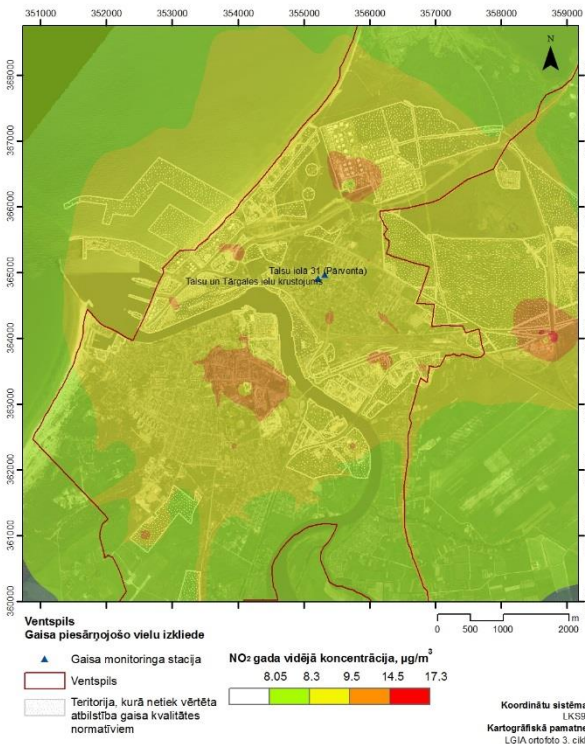 351000 352000 353000 354000 355000 356000 357000 358000 359000
368000
367000
366000
365000
364000
363000
362000
361000
360000
N
Talsu ielā 31 (Pārventa)
Talsu un Tārgales ielu krustojums
0 500 1000 2000 m
Ventspils
Gaisa piesārņojošo vielu izkliede
Gaisa monitoringa stacija
Ventspils
Teritorija, kurā netiek vērtēta
atbilstība gaisa kvalitātes
normatīviem
NO2 gada vidējā koncentrācija, µg/m³
8.05 8.3 9.5 14.5 17.3
Koordinātu sistēma
LKS9
Kartogrāfiskā pamatne
LGIA ortofoto 3. cikl